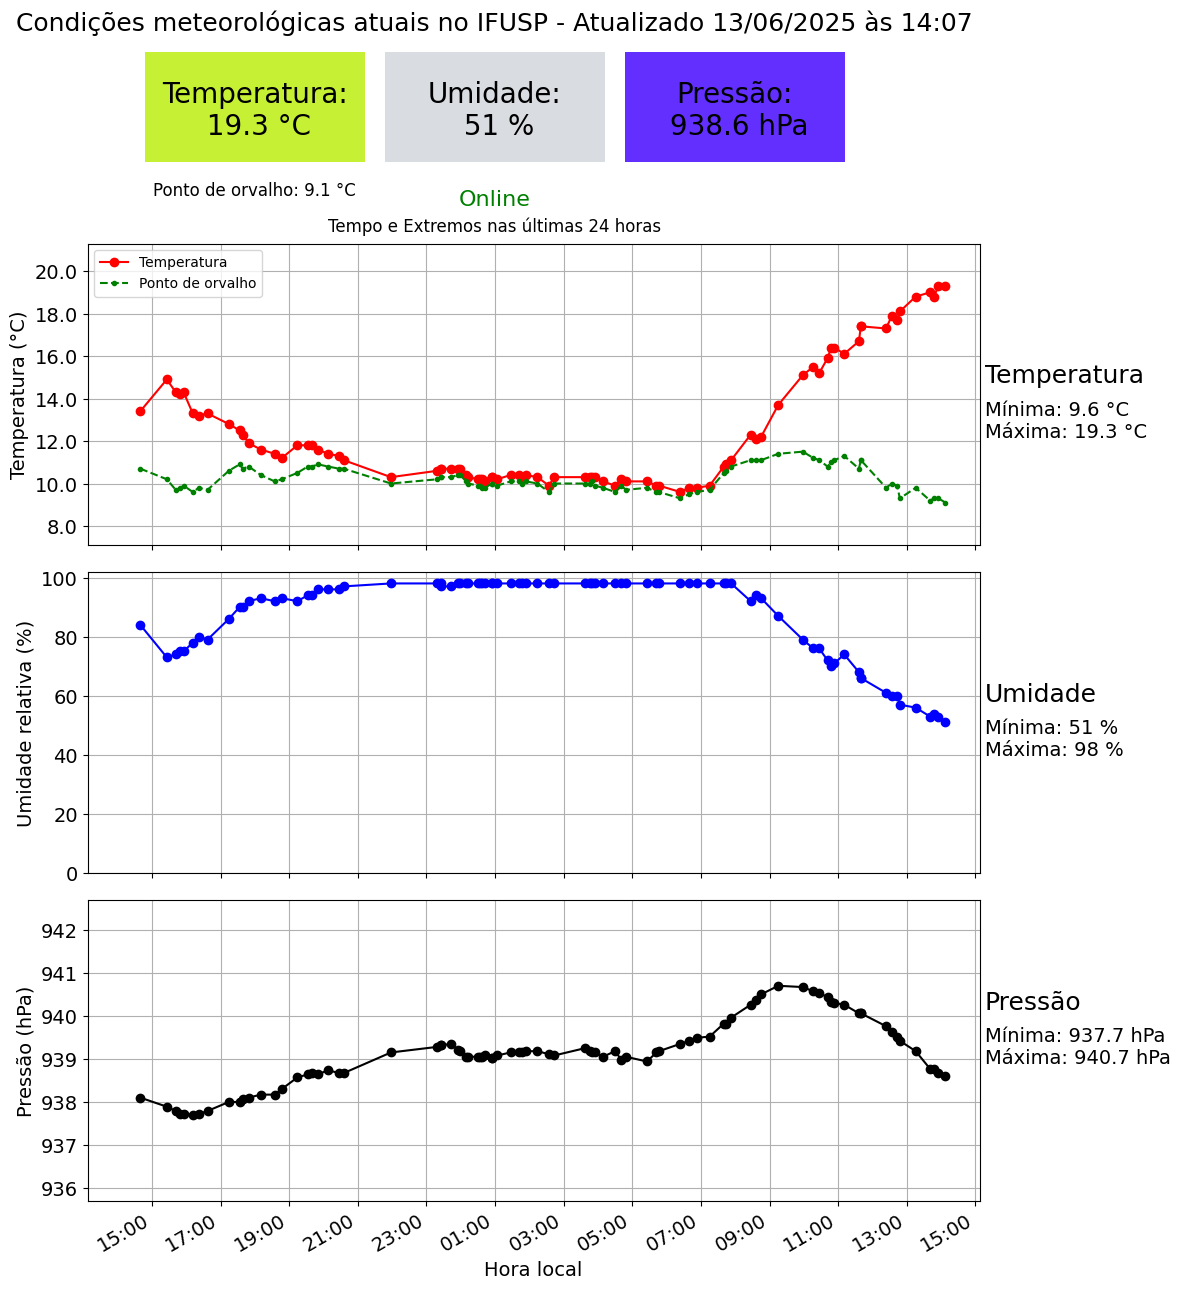 Condições meteorológicas atuais no IFUSP - Atualizado 13/06/2025 às 14:07
Temperatura:
19.3 °C
Umidade:
51 %
Pressão:
938.6 hPa
Ponto de orvalho: 9.1 °C
Online
Tempo e Extremos nas últimas 24 horas
Temperatura
Ponto de orvalho
Temperatura (°C)
20.0
18.0
16.0
14.0
12.0
10.0
8.0
Temperatura
Mínima: 9.6 °C
Máxima: 19.3 °C
Umidade relativa (%)
100
80
60
40
20
0
Umidade
Mínima: 51 %
Máxima: 98 %
Pressão (hPa)
942
941
940
939
938
937
936
Pressão
Mínima: 937.7 hPa
Máxima: 940.7 hPa
15:00
17:00
19:00
21:00
23:00
01:00
03:00
05:00
07:00
09:00
11:00
13:00
15:00
Hora local